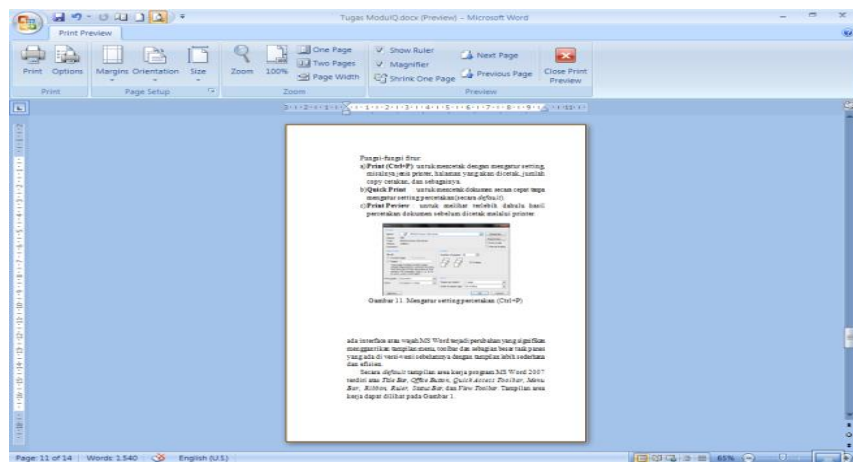 Tugas ModulQ.docx (Preview) - Microsoft Word
Print Preview
Print
Options
Margins
Orientation
Size
Zoom
100%
One Page
Two Pages
Page Width
Show Ruler
Magnifier
Shrink One Page
Next Page
Previous Page
Close Print Preview
Print
Page Setup
Zoom
Preview
Fungsi-fungsi fitur
a)Print (Ctrl+P) untuk mencetak dengan mengatur setting,
misalnya jenis printer, halaman yang akan dicetak, jumlah
copy cetakan, dan sebagainya.
b)Quick Print untuk mencetak dokumen secara cepat tanpa
mengatur setting percetakan (secara default).
c)Print Peview untuk melihat terlebih dahulu hasil
percetakan dokumen sebelum dicetak melalui printer
Gambar 11. Mengatur setting percetakan (Ctrl+P)
ada interface atau wajah MS Word terjadi perubahan yang signifikan
menggantikan tampilan menu, toolbar dan sebagian besar task panes
yang ada di versi-versi sebelumnya dengan tampilan lebih sederhana
dan efisien.
Secara default tampilan area kerja program MS Word 2007
terdiri atas Title Bar, Office Button, Quick Access Toolbar, Menu
Bar, Ribbon, Ruler, Status Bar, dan View Toolbar. Tampilan area
kerja dapat dilihat pada Gambar 1.
Page: 11 of 14
Words: 1.540
English (U.S.)
65%